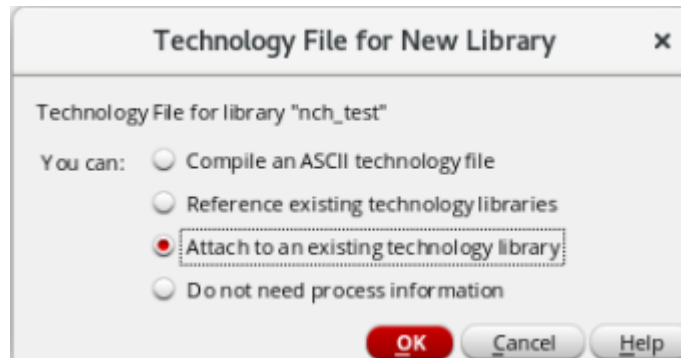 Technology File for New Library ×
Technology File for library "nch_test"
You can: Compile an ASCII technology file
Reference existing technology libraries
Attach to an existing technology library
Do not need process information
OK Cancel Help